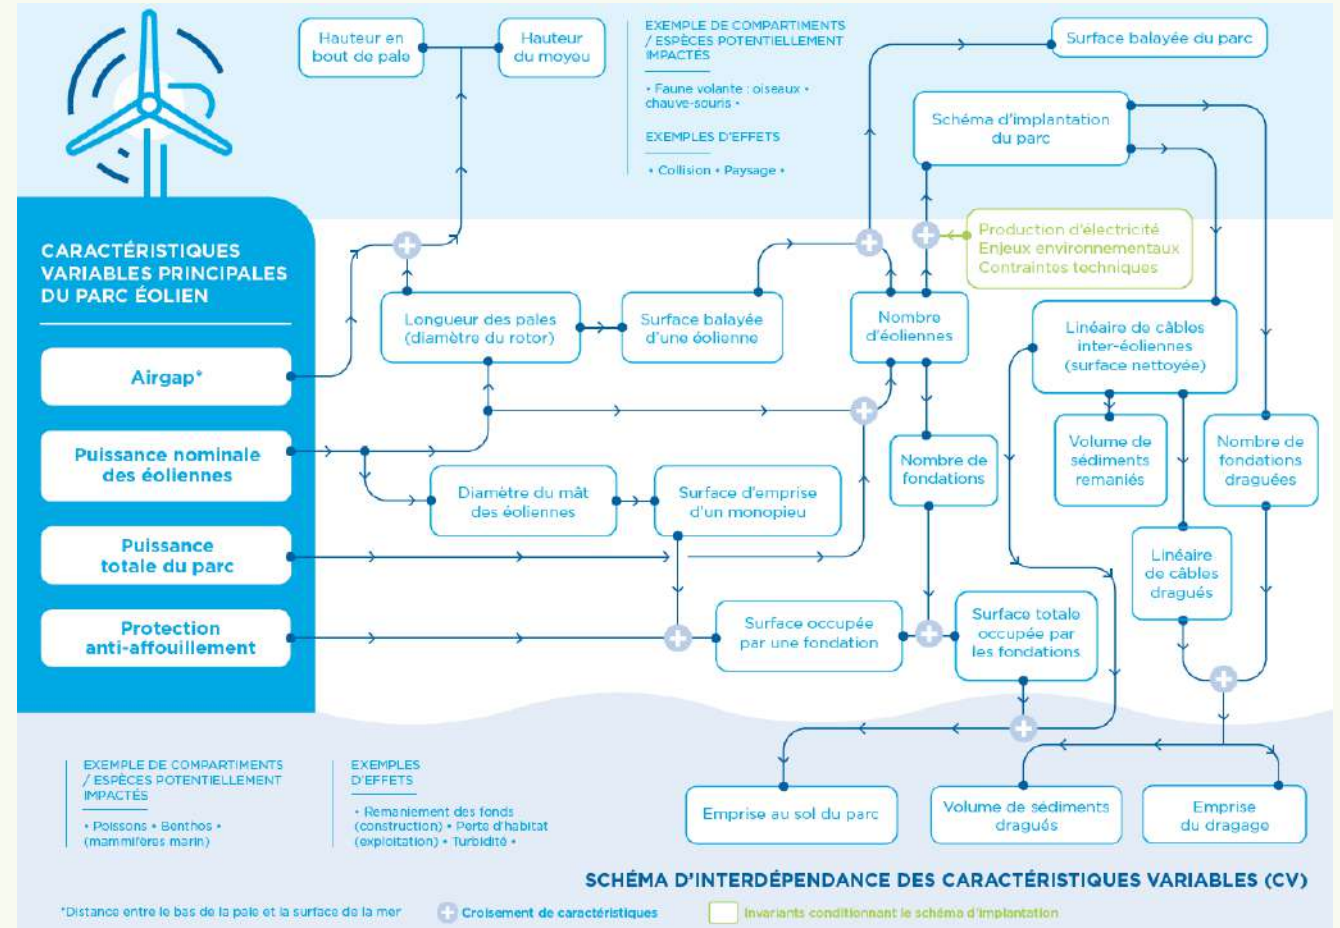 Hauteur en
bout de pale
Hauteur
du moyeu
EXEMPLE DE COMPARTIMENTS
/ ESPÈCES POTENTIELLEMENT
IMPACTÉS
• Faune volante : oiseaux •
chauve-souris •
EXEMPLES D'EFFETS
• Collision • Paysage •
Surface balayée du parc
Schéma d'implantation
du parc
Production d'électricité
Enjeux environnementaux
Contraintes techniques
CARACTÉRISTIQUES
VARIABLES PRINCIPALES
DU PARC ÉOLIEN
Airgap*
Puissance nominale
des éoliennes
Puissance
totale du parc
Protection
anti-affouillement
Longueur des pales
(diamètre du rotor)
Surface balayée
d'une éolienne
Nombre
d'éoliennes
Linéaire de câbles
inter-éoliennes
(surface nettoyée)
Diamètre du mât
des éoliennes
Surface d'emprise
d'un monopieu
Nombre de
fondations
Volume de
sédiments
remaniés
Nombre de
fondations
draguées
Linéaire
de câbles
dragués
Surface occupée
par une fondation
Surface totale
occupée par
les fondations
EXEMPLE DE COMPARTIMENTS
/ ESPÈCES POTENTIELLEMENT
IMPACTÉS
• Poissons • Benthos •
(mammifères marin)
EXEMPLES
D'EFFETS
• Remaniement des fonds
(construction) • Perte d'habitat
(exploitation) • Turbidité •
Emprise au sol du parc
Volume de sédiments
dragués
Emprise
du dragage
SCHÉMA D'INTERDÉPENDANCE DES CARACTÉRISTIQUES VARIABLES (CV)
*Distance entre le bas de la pale et la surface de la mer
Croisement de caractéristiques
Invariants conditionnant le schéma d'implantation